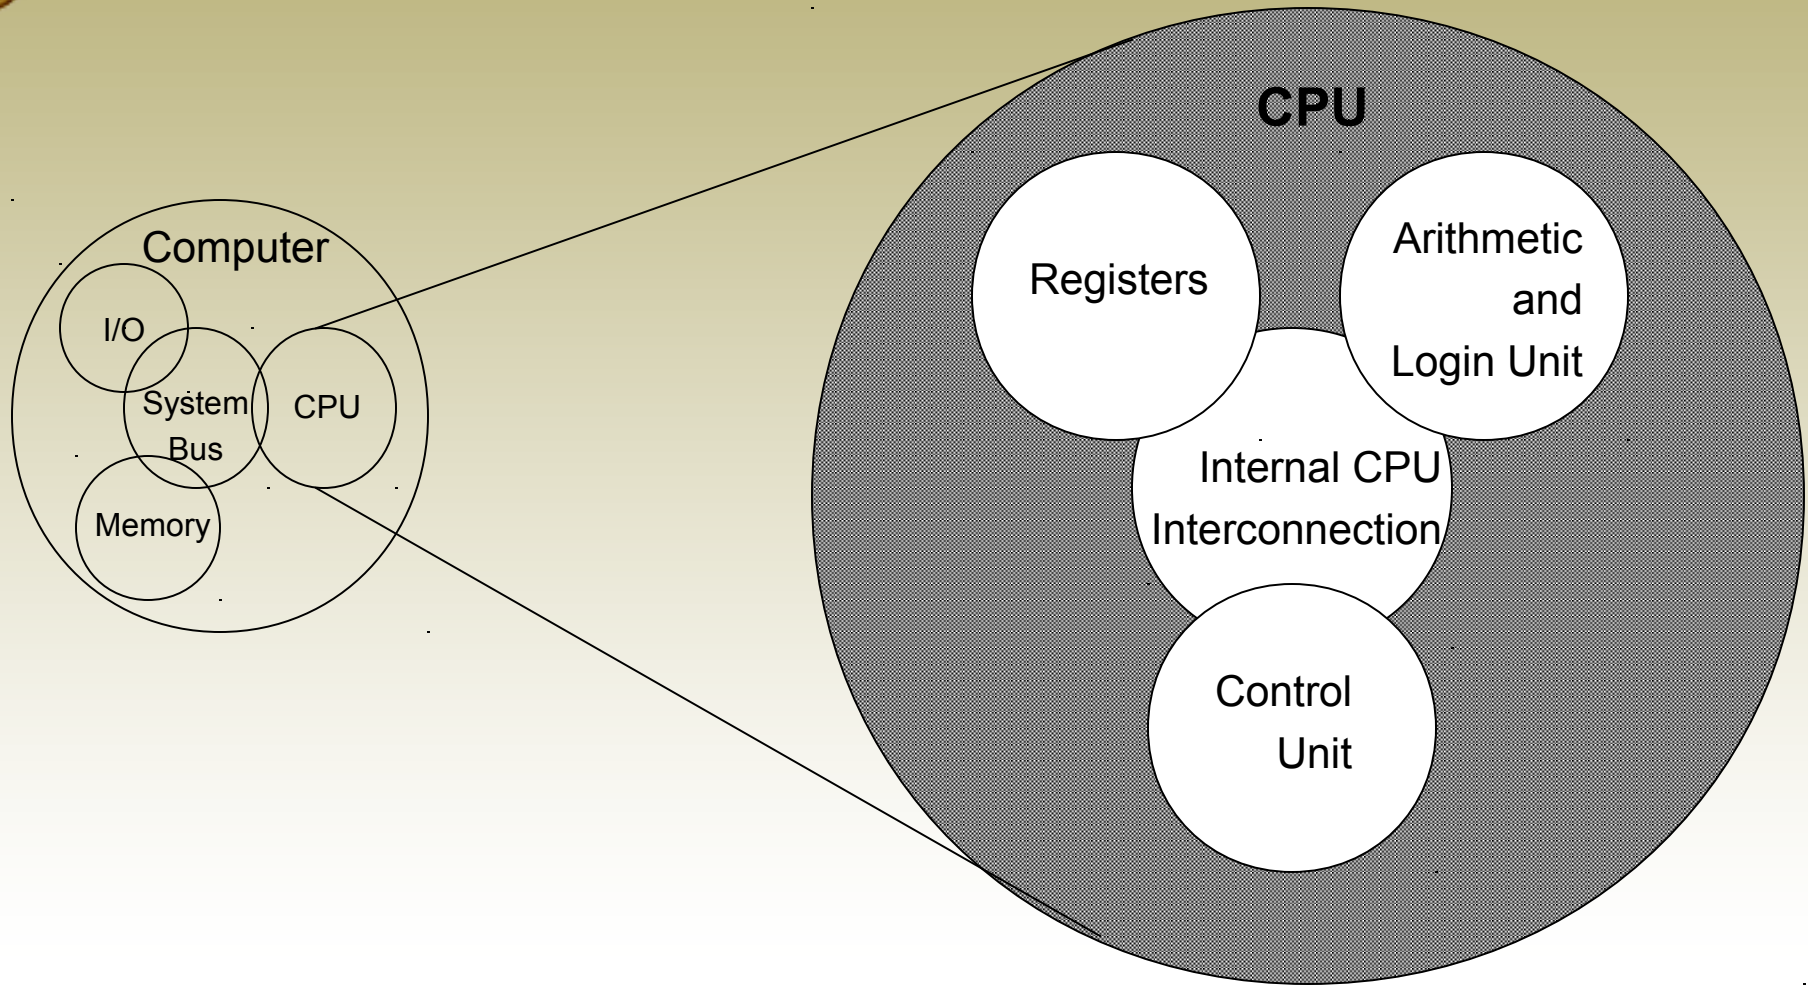 Computer
I/O
System
Bus
CPU
Memory
CPU
Registers
Arithmetic
and
Login Unit
Internal CPU
Interconnection
Control
Unit